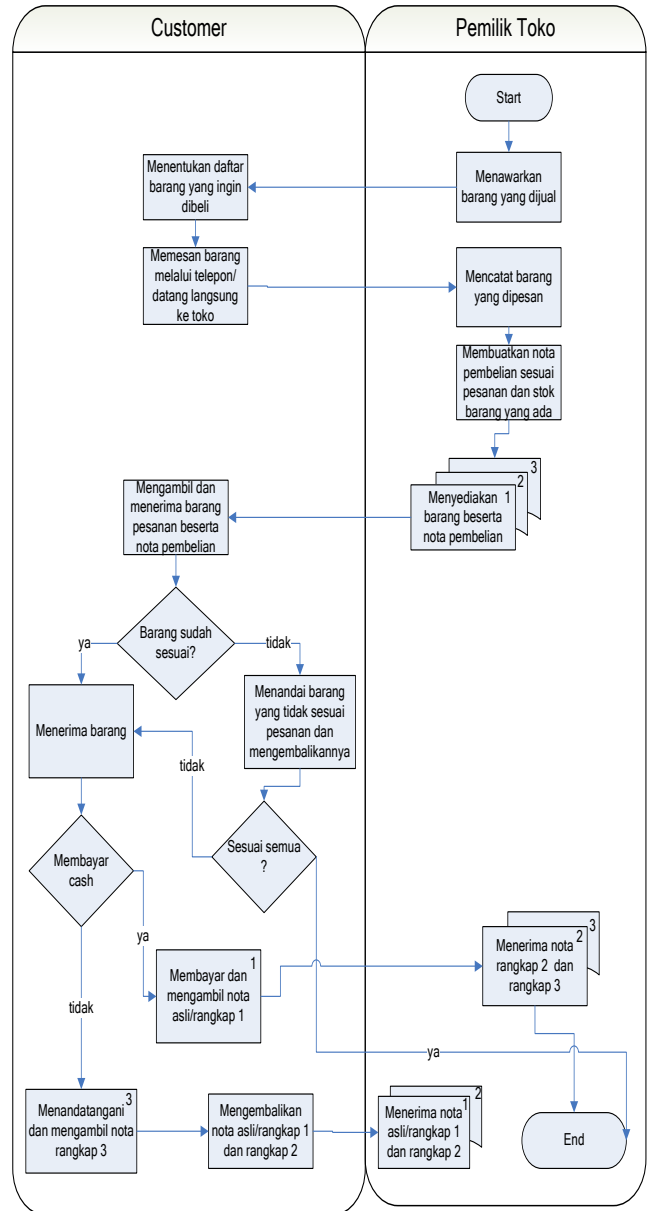 Customer
Pemilik Toko
Start
Menawarkan
barang yang dijual
Menentukan daftar
barang yang ingin
dibeli
Memesan barang
melalui telepon/
datang langsung
ke toko
Mencatat barang
yang dipesan
Membuatkan nota
pembelian sesuai
pesanan dan stok
barang yang ada
3
2
Menyediakan 1
barang beserta
nota pembelian
Mengambil dan
menerima barang
pesanan beserta
nota pembelian
Barang sudah
sesuai?
ya
tidak
Menerima barang
Menandai barang
yang tidak sesuai
pesanan dan
mengembalikannya
tidak
Sesuai semua
?
ya
Membayar
cash
ya
tidak
1
Membayar dan
mengambil nota
asli/rangkap 1
3
2
Menerima nota
rangkap 2 dan
rangkap 3
3
Menandatangani
dan mengambil nota
rangkap 3
Mengembalikan
nota asli/rangkap 1
dan rangkap 2
2
1
Menerima nota
asli/rangkap 1
dan rangkap 2
End